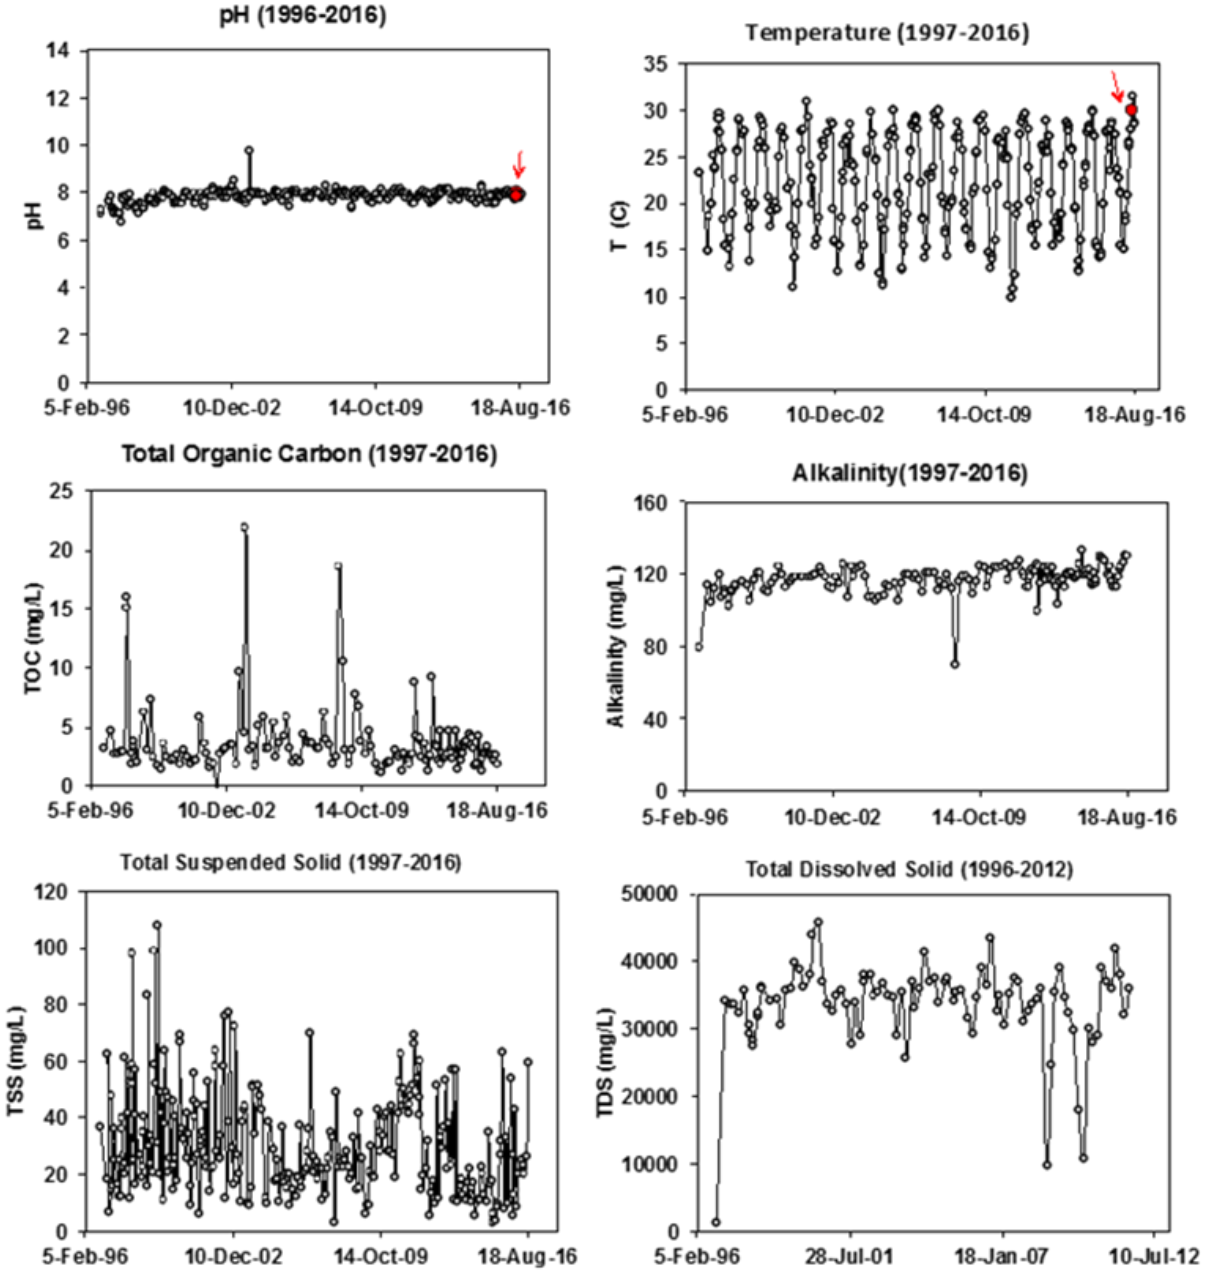 pH (1996-2016)
14
12
10
8
6
4
2
0
pH
5-Feb-96 10-Dec-02 14-Oct-09 18-Aug-16
Temperature (1997-2016)
35
30
25
20
15
10
5
0
T (C)
5-Feb-96 10-Dec-02 14-Oct-09 18-Aug-16
Total Organic Carbon (1997-2016)
25
20
15
10
5
0
TOC (mg/L)
5-Feb-96 10-Dec-02 14-Oct-09 18-Aug-16
Alkalinity(1997-2016)
160
120
80
40
0
Alkalinity (mg/L)
5-Feb-96 10-Dec-02 14-Oct-09 18-Aug-16
Total Suspended Solid (1997-2016)
120
100
80
60
40
20
0
TSS (mg/L)
5-Feb-96 10-Dec-02 14-Oct-09 18-Aug-16
Total Dissolved Solid (1996-2012)
50000
40000
30000
20000
10000
0
TDS (mg/L)
5-Feb-96 28-Jul-01 18-Jan-07 10-Jul-12